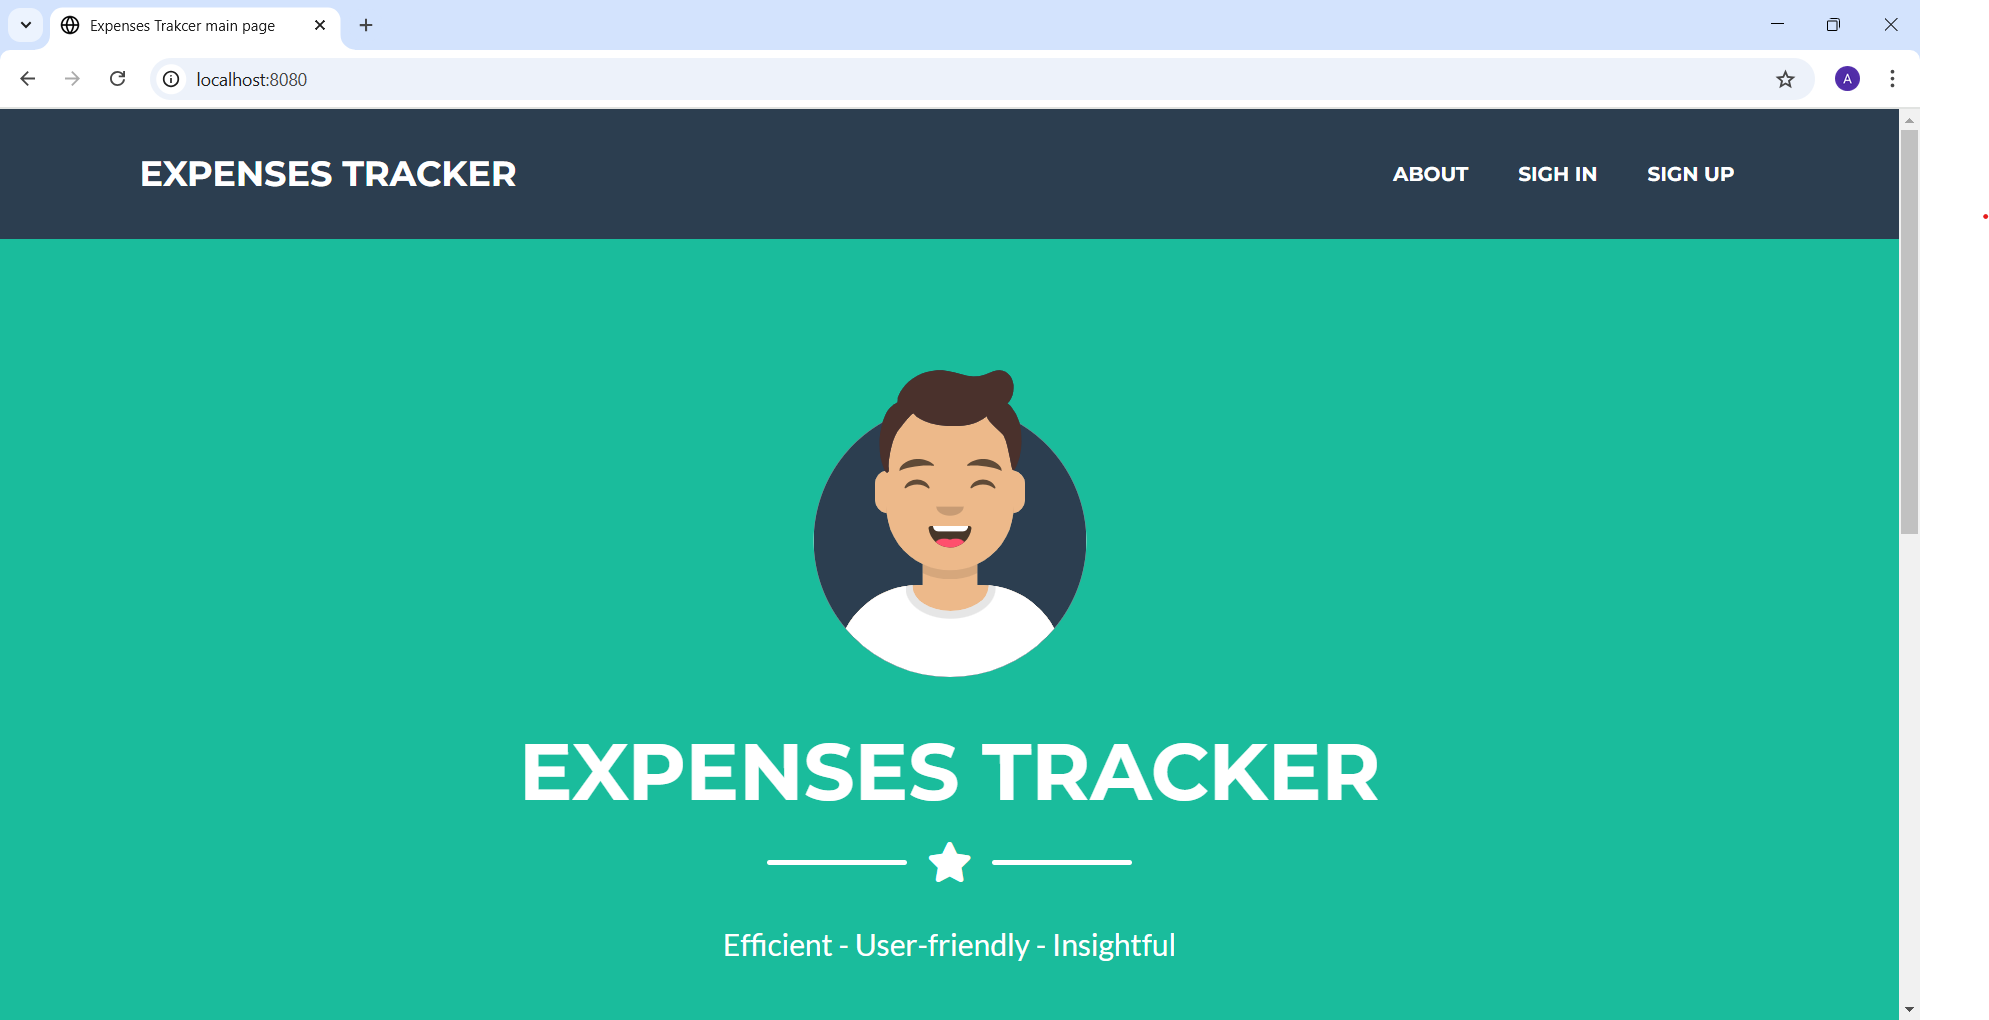 Expenses Trakcer main page
localhost:8080
A
EXPENSES TRACKER
ABOUT
SIGH IN
SIGN UP
EXPENSES TRACKER
Efficient - User-friendly - Insightful